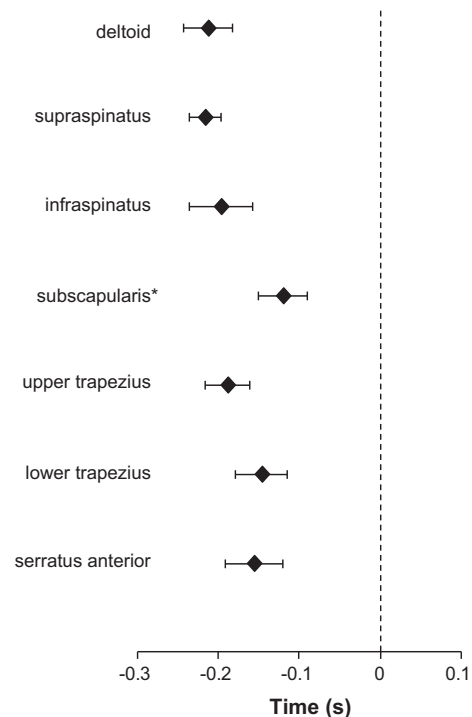 deltoid
supraspinatus
infraspinatus
subscapularis*
upper trapezius
lower trapezius
serratus anterior
-0.3 -0.2 -0.1 0 0.1
Time (s)